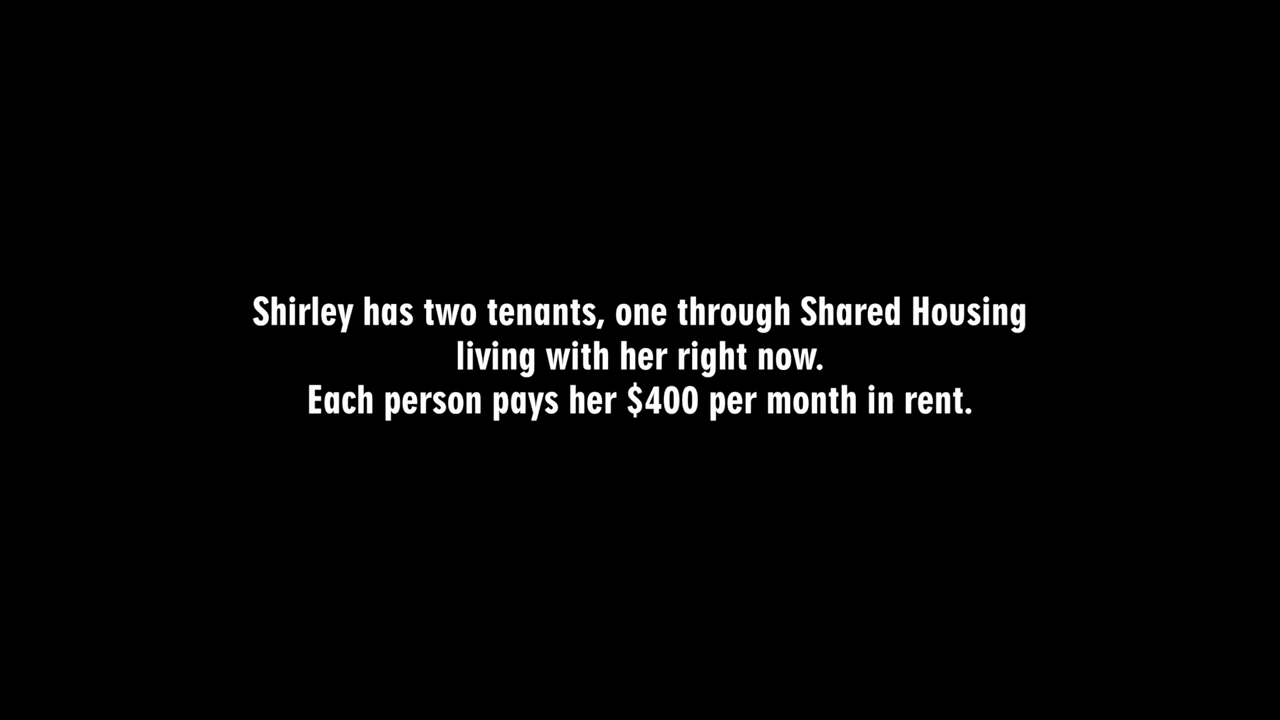 Shirley has two tenants, one through Shared Housing
living with her right now.
Each person pays her $400 per month in rent.